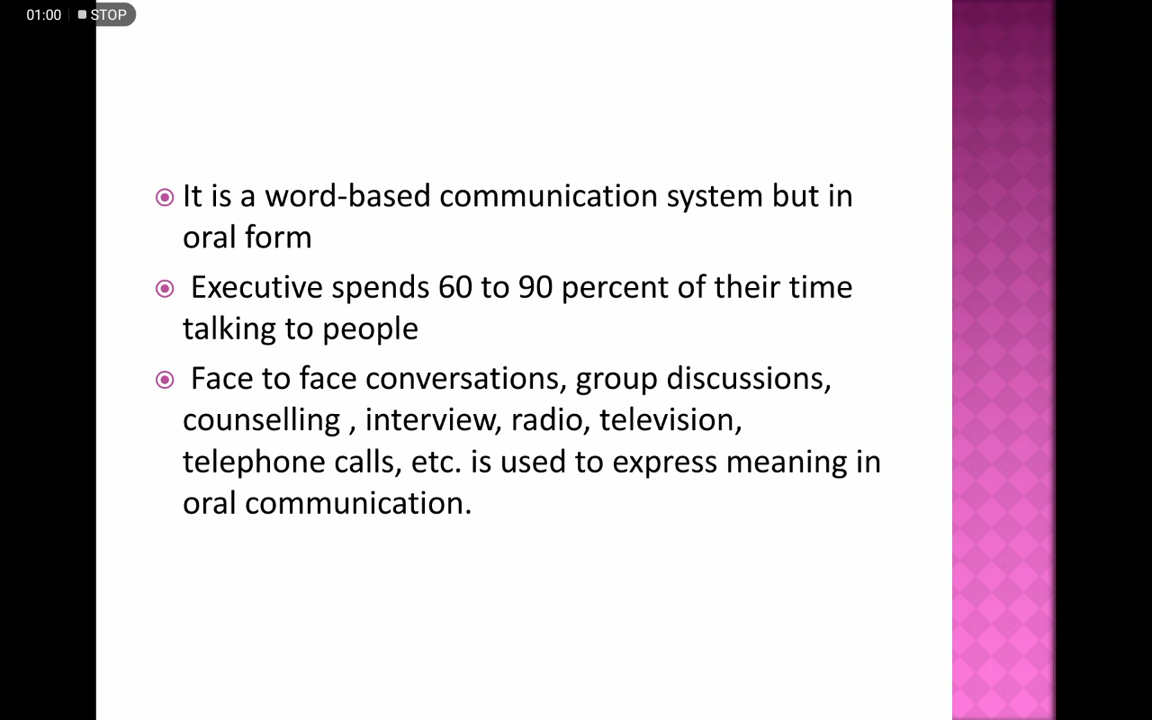 01:00 STOP
It is a word-based communication system but in
oral form
Executive spends 60 to 90 percent of their time
talking to people
Face to face conversations, group discussions,
counselling , interview, radio, television,
telephone calls, etc. is used to express meaning in
oral communication.